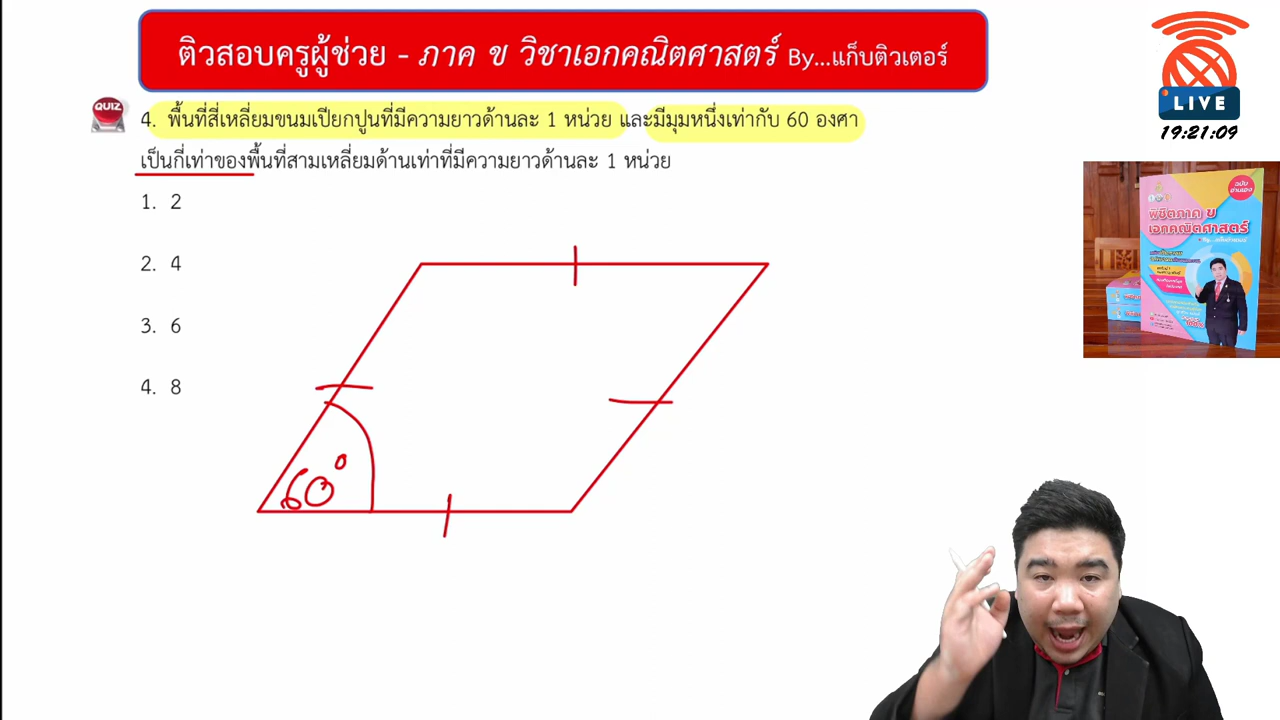 ติวสอบครูผู้ช่วย - ภาค ข วิชาเอกคณิตศาสตร์ By...แก็บติวเตอร์
LIVE
19:21:09
QUIZ
4. พื้นที่สี่เหลี่ยมขนมเปียกปูนที่มีความยาวด้านละ 1 หน่วย และมีมุมหนึ่งเท่ากับ 60 องศา
เป็นกี่เท่าของพื้นที่สามเหลี่ยมด้านเท่าที่มีความยาวด้านละ 1 หน่วย
1. 2
2. 4
3. 6
4. 8
60°
ฉบับ
อ่านเอง
พิชิตภาค ข
เอกคณิตศาสตร์